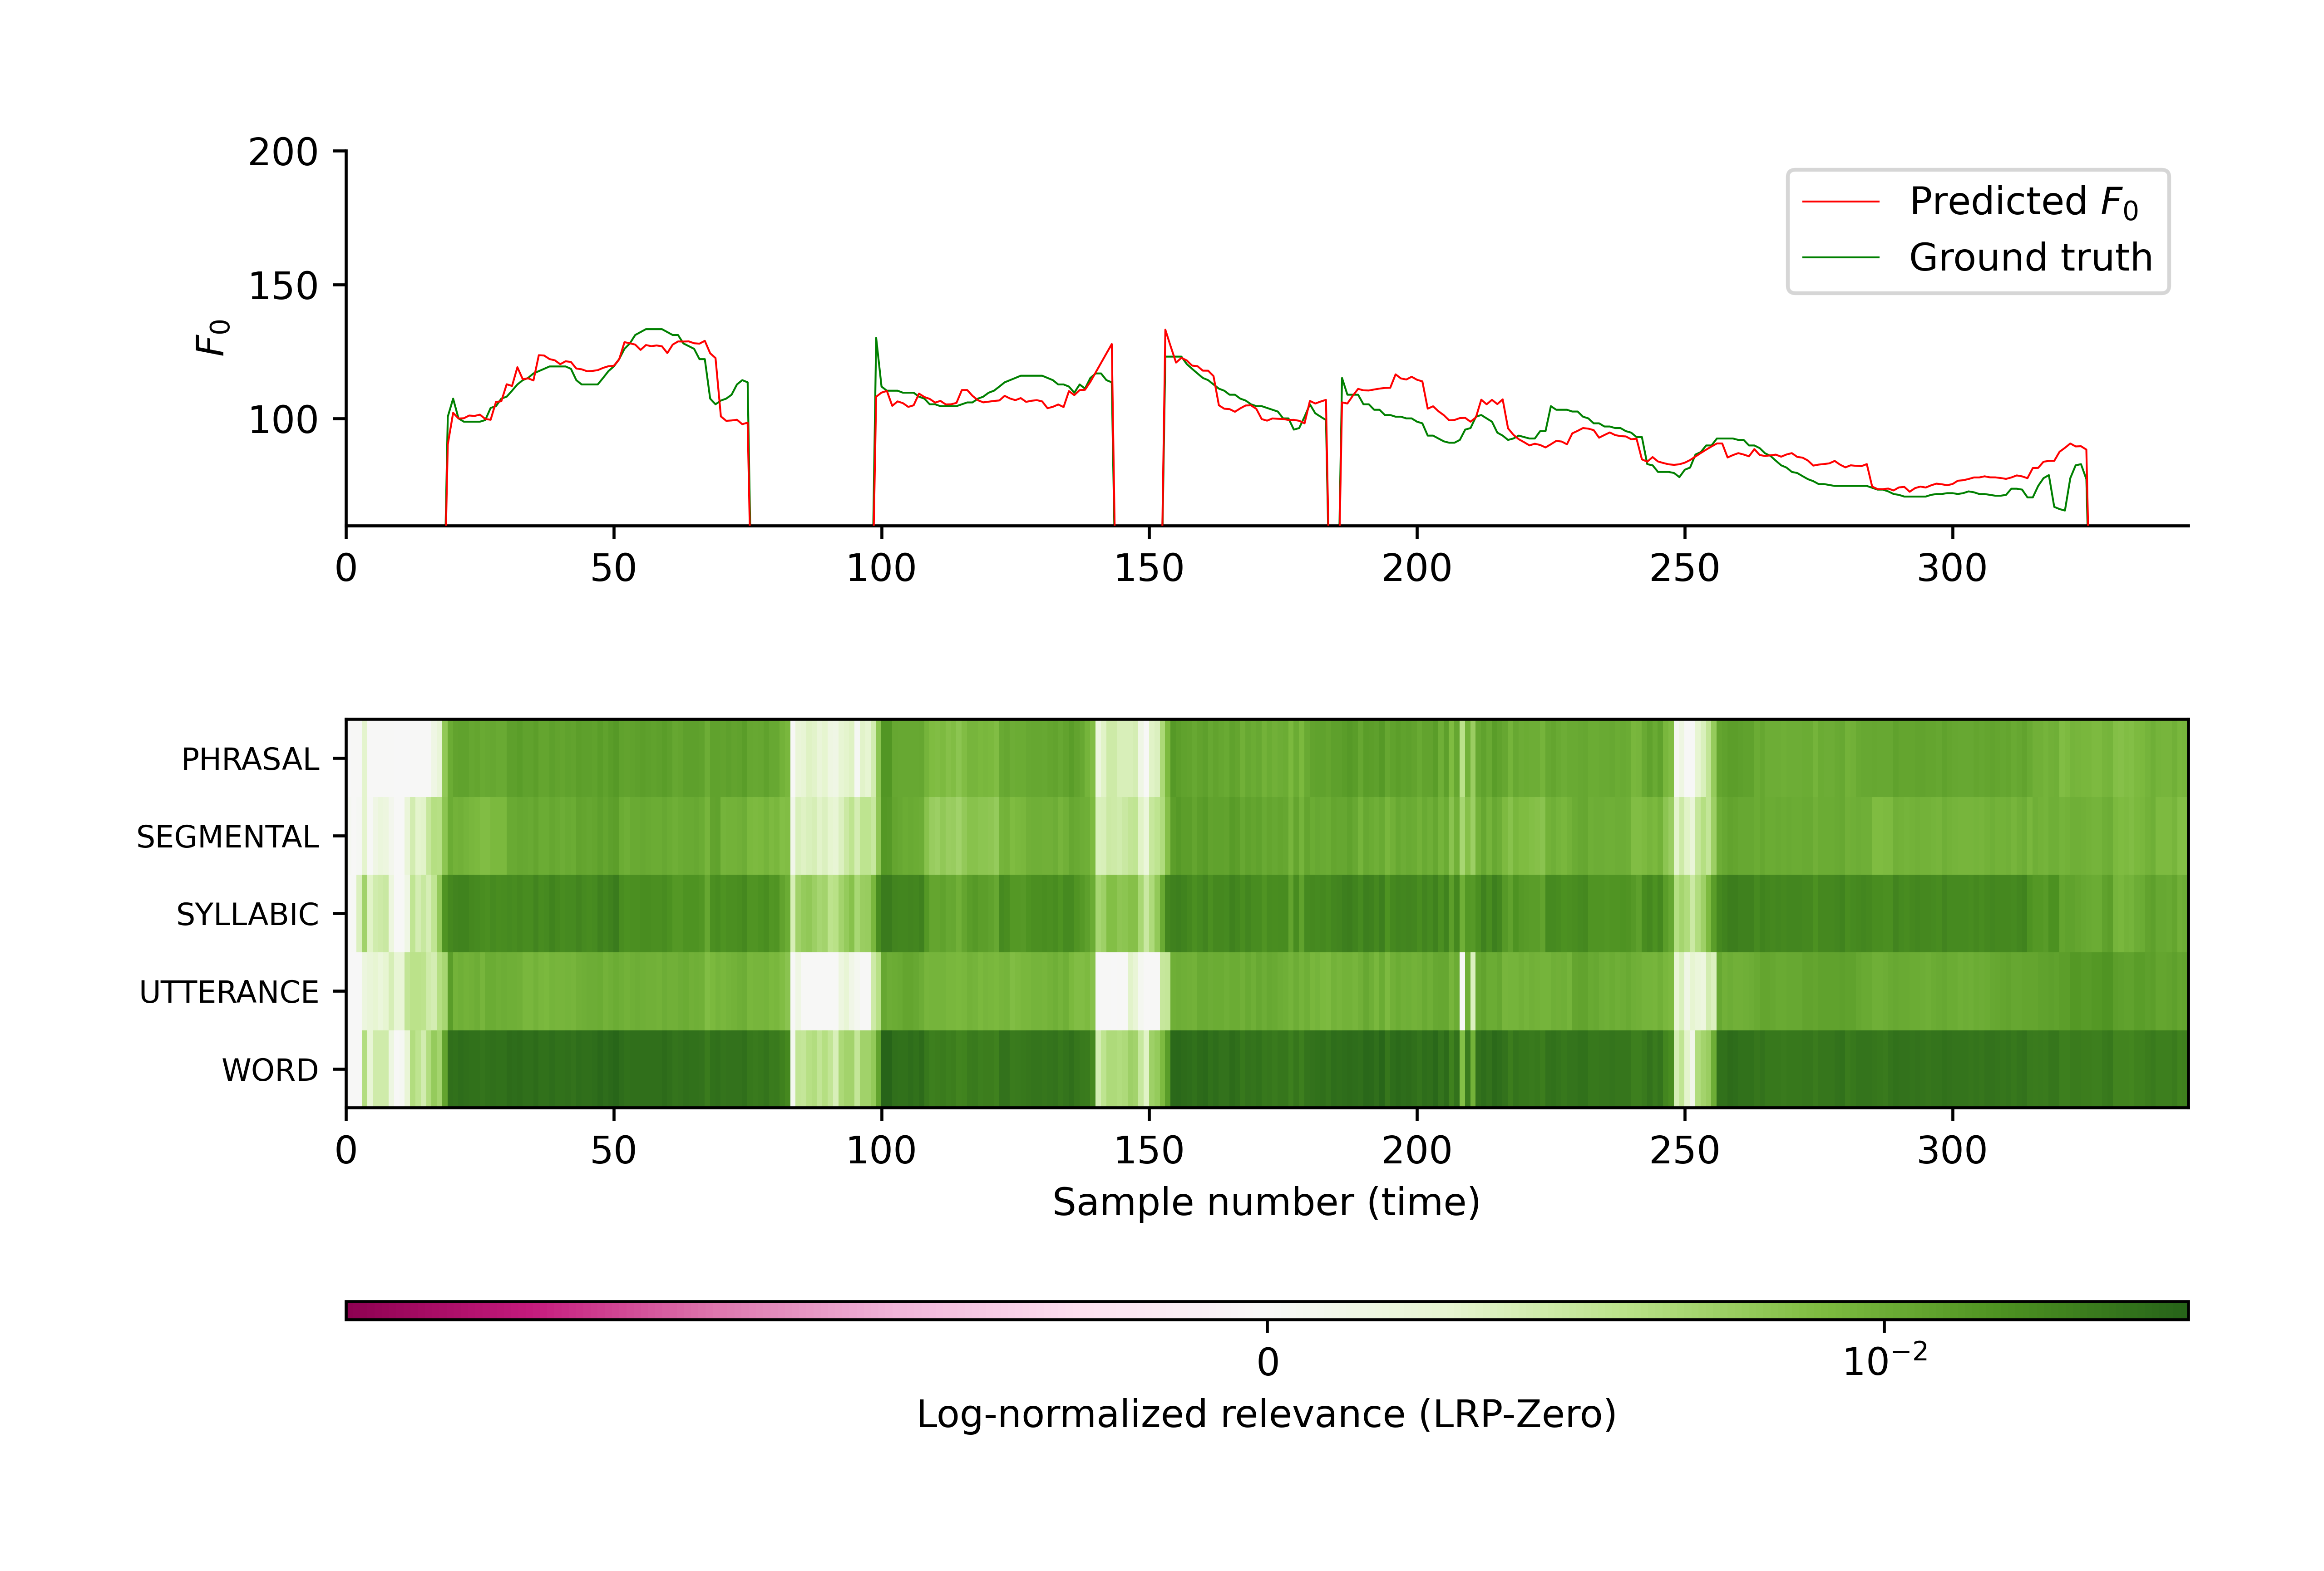 200
150
100
F₀
Predicted F₀
Ground truth
0 50 100 150 200 250 300
PHRASAL
SEGMENTAL
SYLLABIC
UTTERANCE
WORD
0 50 100 150 200 250 300
Sample number (time)
0 10⁻²
Log-normalized relevance (LRP-Zero)